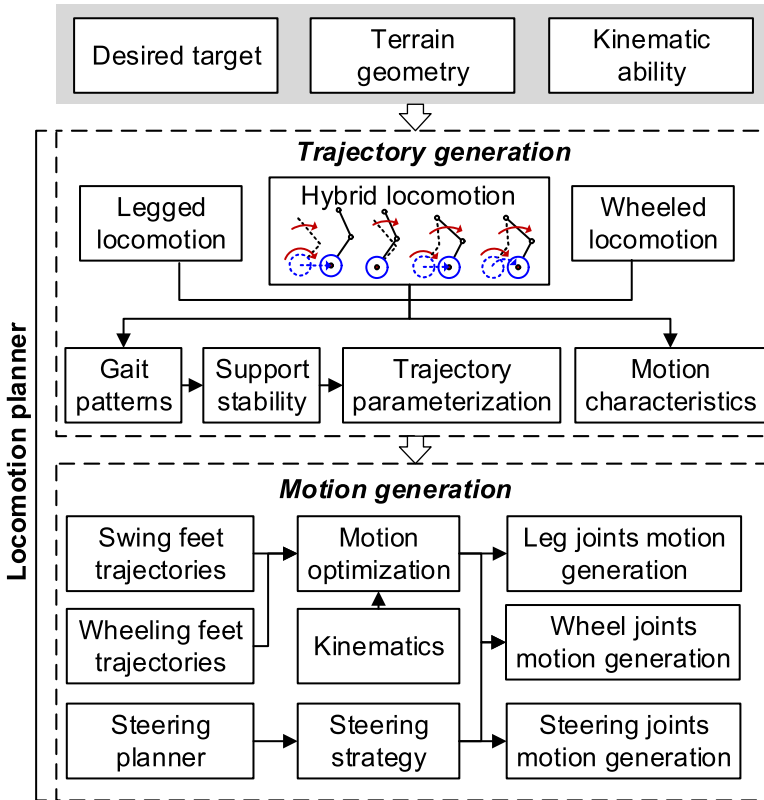 Desired target
Terrain
geometry
Kinematic
ability
Locomotion planner
Trajectory generation
Legged
locomotion
Hybrid locomotion
Wheeled
locomotion
Gait
patterns
Support
stability
Trajectory
parameterization
Motion
characteristics
Motion generation
Swing feet
trajectories
Motion
optimization
Leg joints motion
generation
Wheeling feet
trajectories
Kinematics
Wheel joints
motion generation
Steering
planner
Steering
strategy
Steering joints
motion generation